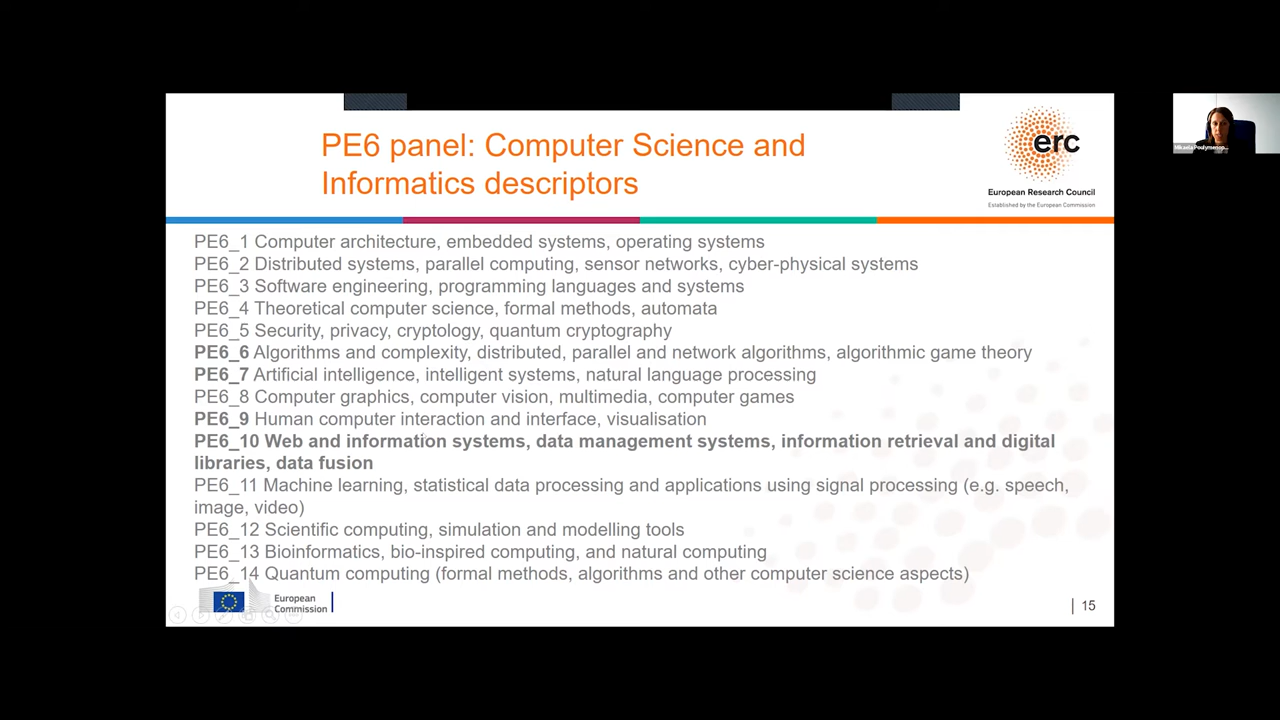 PE6 panel: Computer Science and
Informatics descriptors
erc
European Research Council
Established by the European Commission
PE6_1 Computer architecture, embedded systems, operating systems
PE6_2 Distributed systems, parallel computing, sensor networks, cyber-physical systems
PE6_3 Software engineering, programming languages and systems
PE6_4 Theoretical computer science, formal methods, automata
PE6_5 Security, privacy, cryptology, quantum cryptography
PE6_6 Algorithms and complexity, distributed, parallel and network algorithms, algorithmic game theory
PE6_7 Artificial intelligence, intelligent systems, natural language processing
PE6_8 Computer graphics, computer vision, multimedia, computer games
PE6_9 Human computer interaction and interface, visualisation
PE6_10 Web and information systems, data management systems, information retrieval and digital
libraries, data fusion
PE6_11 Machine learning, statistical data processing and applications using signal processing (e.g. speech,
image, video)
PE6_12 Scientific computing, simulation and modelling tools
PE6_13 Bioinformatics, bio-inspired computing, and natural computing
PE6_14 Quantum computing (formal methods, algorithms and other computer science aspects)
European
Commission
15